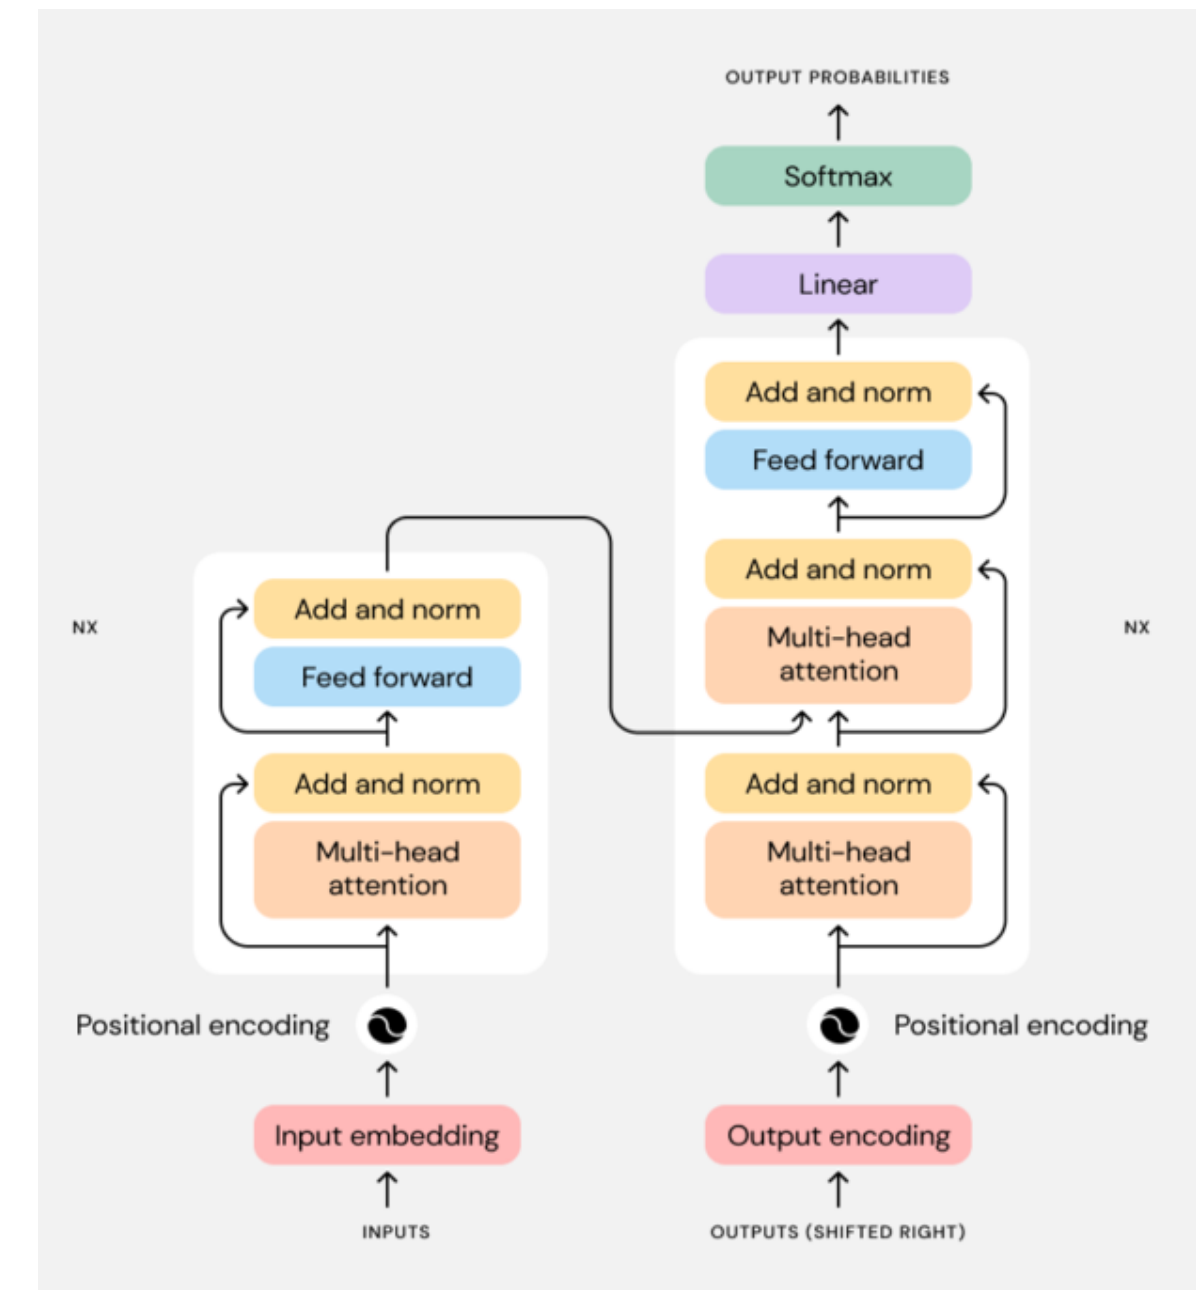 OUTPUT PROBABILITIES
Softmax
Linear
Add and norm
Feed forward
Add and norm
Multi-head
attention
Add and norm
Multi-head
attention
NX
Positional encoding
Output encoding
OUTPUTS (SHIFTED RIGHT)
NX
Add and norm
Feed forward
Add and norm
Multi-head
attention
Positional encoding
Input embedding
INPUTS